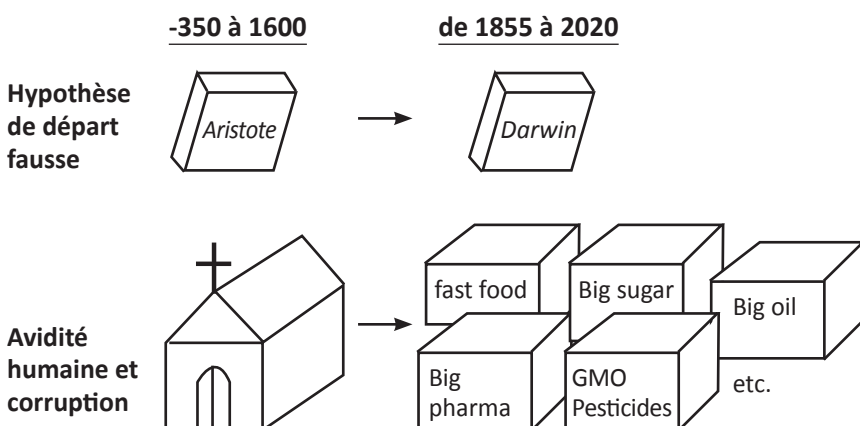 -350 à 1600
de 1855 à 2020
Hypothèse
de départ
fausse
Aristote
Darwin
Avidité
humaine et
corruption
fast food
Big sugar
Big oil
Big
pharma
GMO
Pesticides
etc.